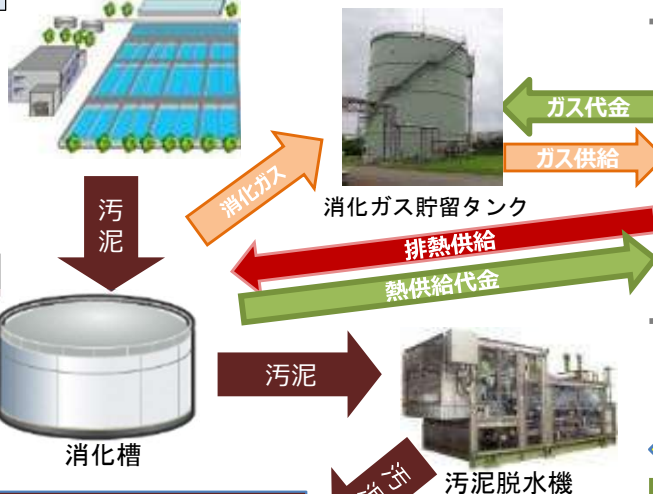 ガス代金
ガス供給
消化ガス
消化ガス貯留タンク
汚泥
排熱供給
熱供給代金
汚泥
消化槽
汚泥
汚泥脱水機